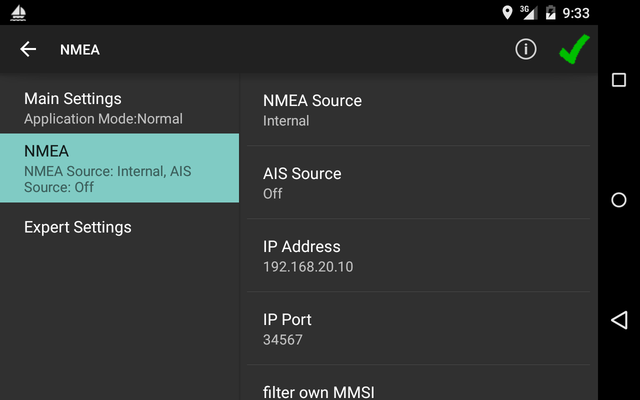 3G 9:33
NMEA
Main Settings
Application Mode:Normal
NMEA
NMEA Source: Internal, AIS
Source: Off
Expert Settings
NMEA Source
Internal
AIS Source
Off
IP Address
192.168.20.10
IP Port
34567
filter own MMSI